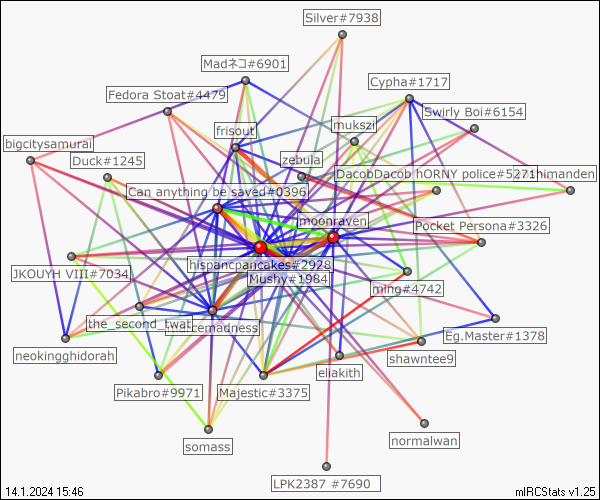 Silver#7938
Madネコ#6901
Cypha#1717
Fedora Stoat#4479
Swirly Boi#6154
mukszi
frisout
bigcitysamurai
Duck#1245
zebula
DacobDacob hORNY police#5271
himanden
Can anything be saved#0396
moonraven
Pocket Persona#3326
hispancpancakes#2928
JKOUYH VIII#7034
Mushy#1984
ming#4742
the_second_twat
cemadness
Eg.Master#1378
neokingghidorah
shawntee9
eliakith
Pikabro#9971
Majestic#3375
normalwan
somass
LPK2387 #7690
14.1.2024 15:46
mIRCStats v1.25